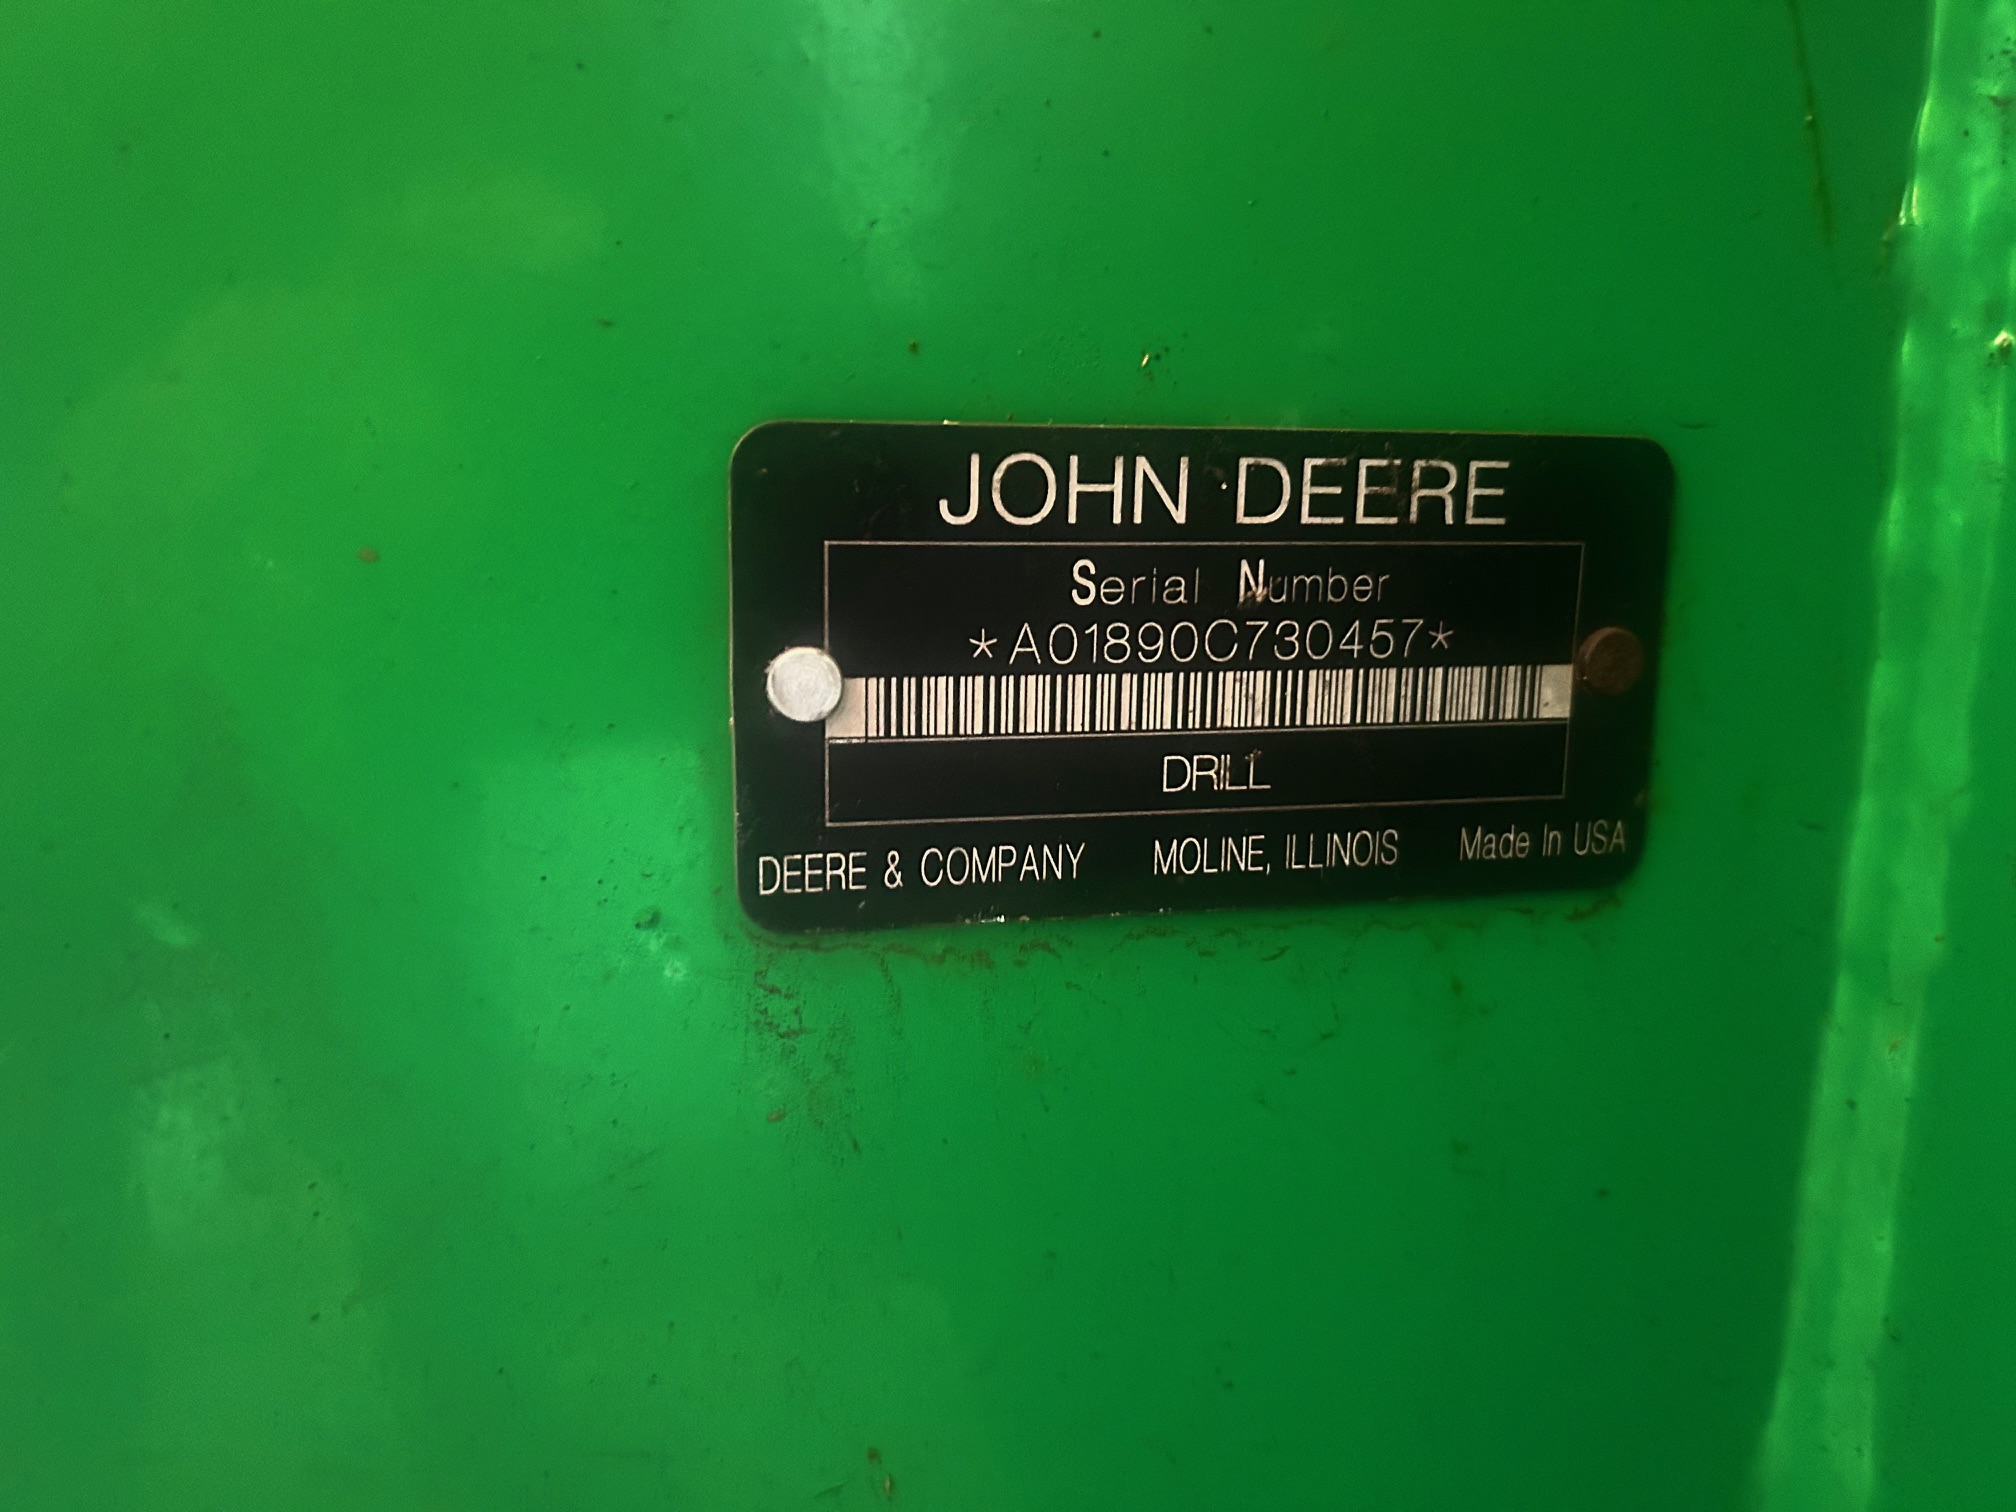 JOHN DEERE
Serial Number
*A01890C730457*
DRILL
DEERE & COMPANY MOLINE, ILLINOIS Made In USA